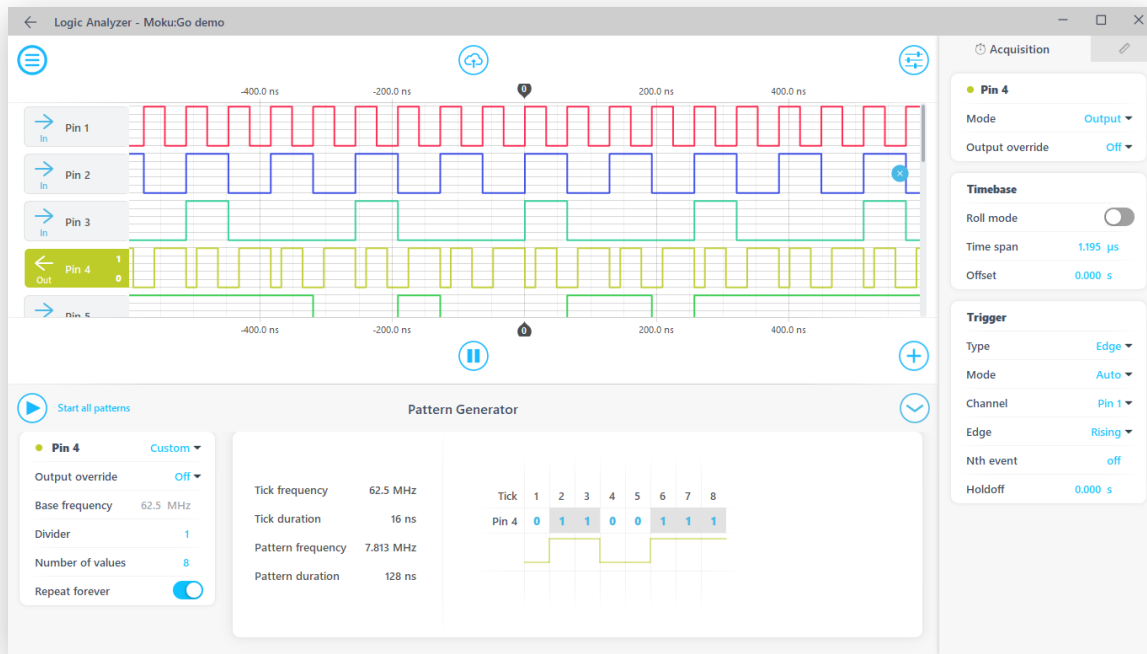 Logic Analyzer - Moku:Go demo
Acquisition
-400.0 ns -200.0 ns 0 200.0 ns 400.0 ns
In Pin 1
In Pin 2
In Pin 3
Out Pin 4 1 0
Pin 5
-400.0 ns -200.0 ns 0 200.0 ns 400.0 ns
Pin 4
Mode Output
Output override Off
Timebase
Roll mode
Time span 1.195 µs
Offset 0.000 s
Trigger
Type Edge
Mode Auto
Channel Pin 1
Edge Rising
Nth event off
Holdoff 0.000 s
Start all patterns
Pattern Generator
Pin 4 Custom
Output override Off
Base frequency 62.5 MHz
Divider 1
Number of values 8
Repeat forever
Tick frequency 62.5 MHz
Tick duration 16 ns
Pattern frequency 7.813 MHz
Pattern duration 128 ns
Tick 1 2 3 4 5 6 7 8
Pin 4 0 1 1 0 0 1 1 1